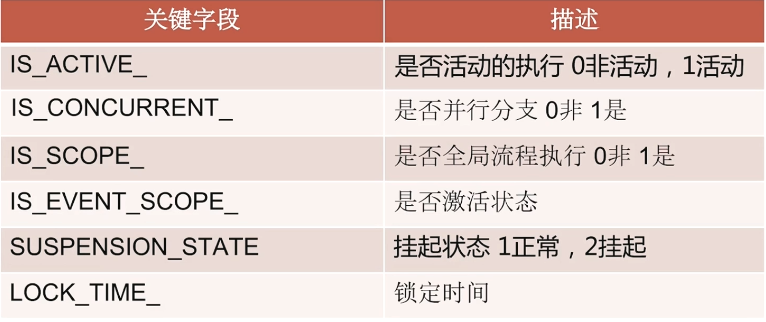 关键字段 描述
IS_ACTIVE_ 是否活动的执行 0非活动，1活动
IS_CONCURRENT_ 是否并行分支 0非 1是
IS_SCOPE_ 是否全局流程执行 0非 1是
IS_EVENT_SCOPE_ 是否激活状态
SUSPENSION_STATE 挂起状态 1正常，2挂起
LOCK_TIME_ 锁定时间